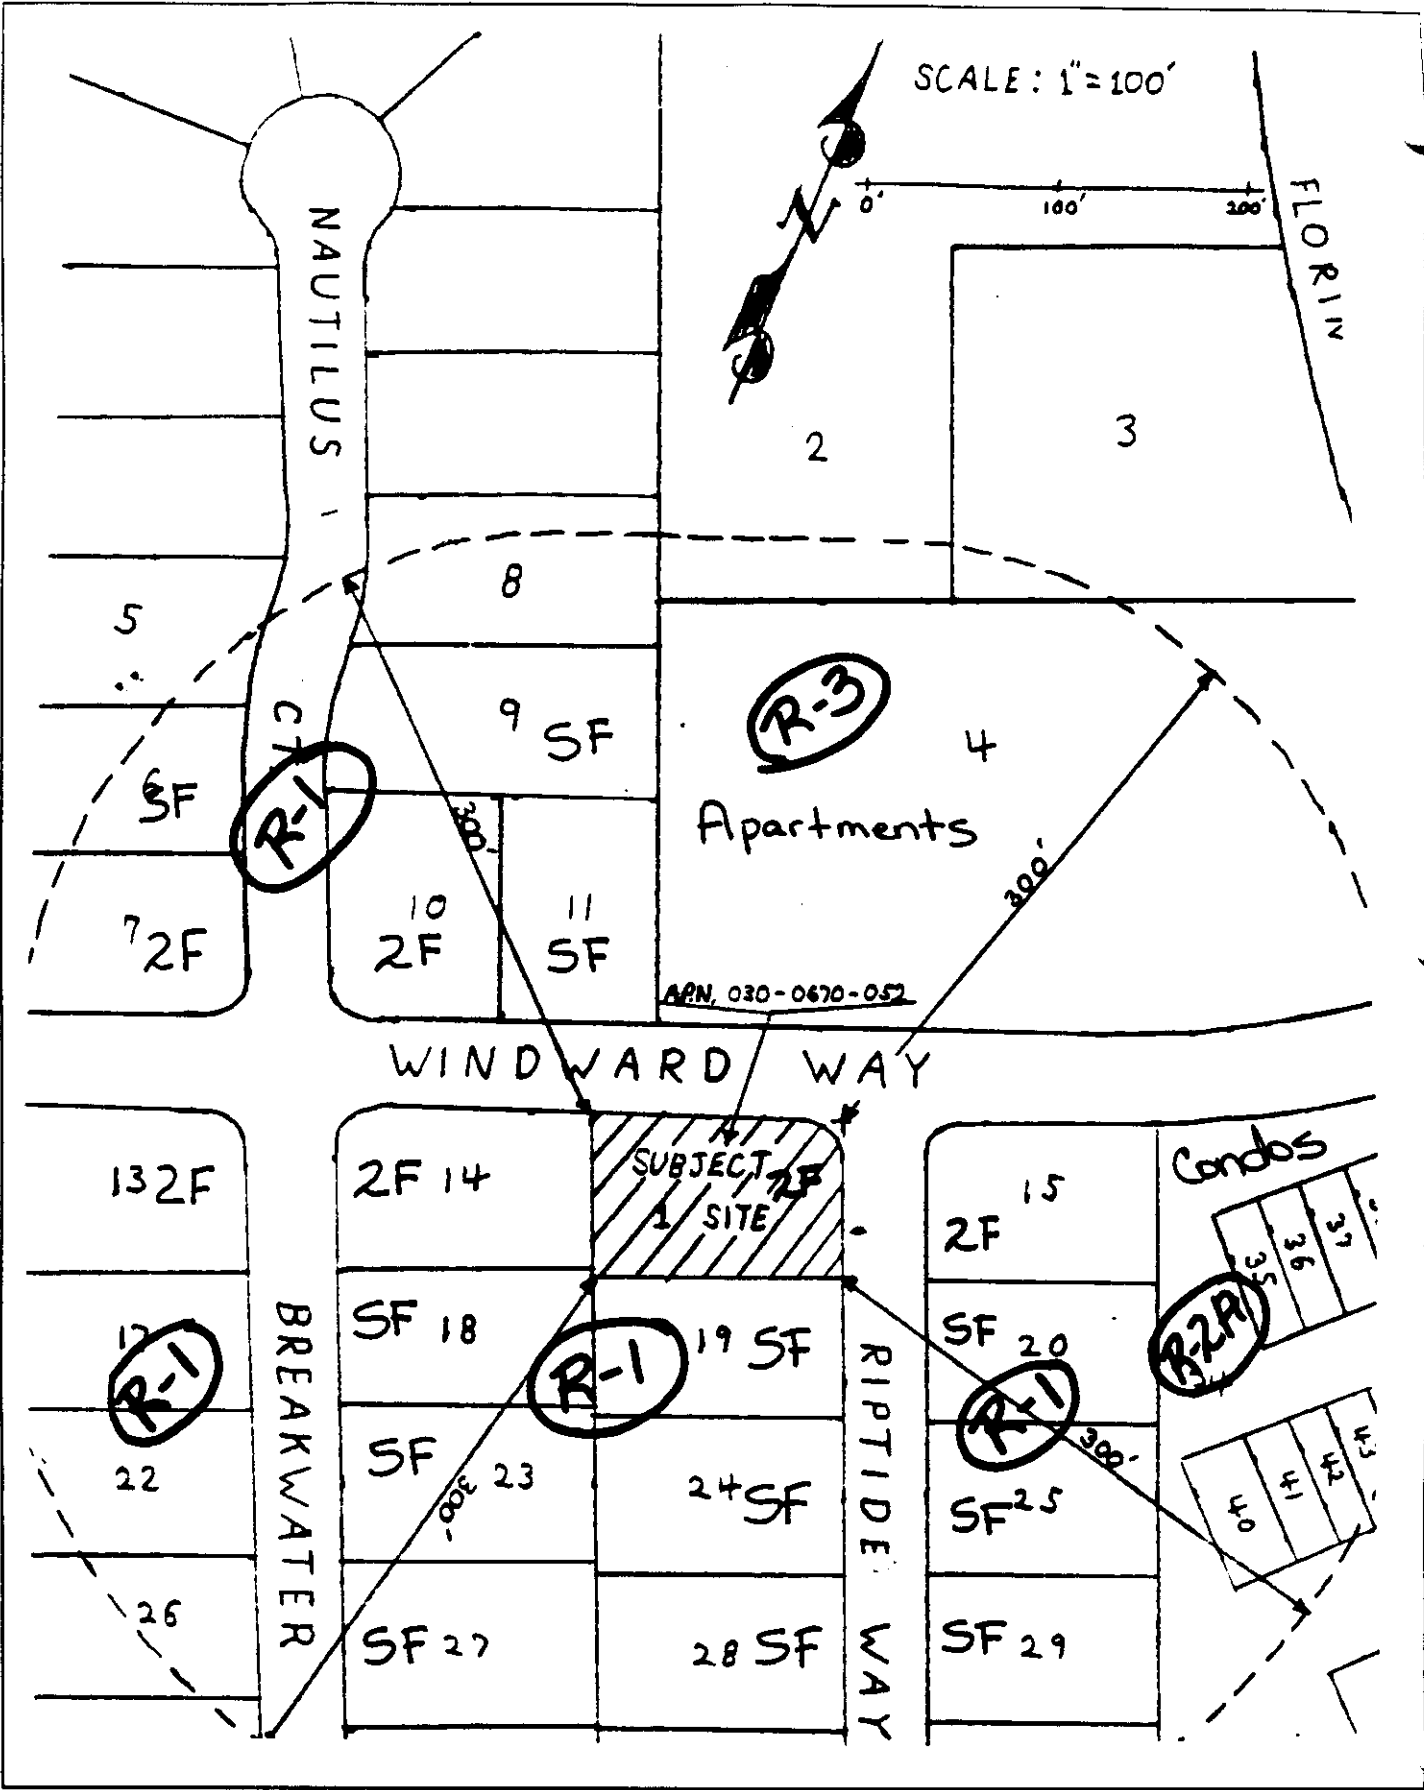 SCALE: 1"=100'
N
0' 100' 200'
FLORIN
NAUTILUS CT
2
3
5
8
R-3
9 SF
4
6 SF
R-1
300'
Apartments
300'
7 2F
10 2F
11 SF
A.P.N. 030-0670-052
WINDWARD WAY
13 2F
2F 14
SUBJECT 2F
1 SITE
15
2F
Condos
35
36
37
BREAKWATER
SF 18
19 SF
RIPTIDE WAY
SF 20
R-2A
R-1
R-1
R-1
300'
22
SF 23
300'
24 SF
SF 25
40
41
42
43
26
SF 27
28 SF
SF 29